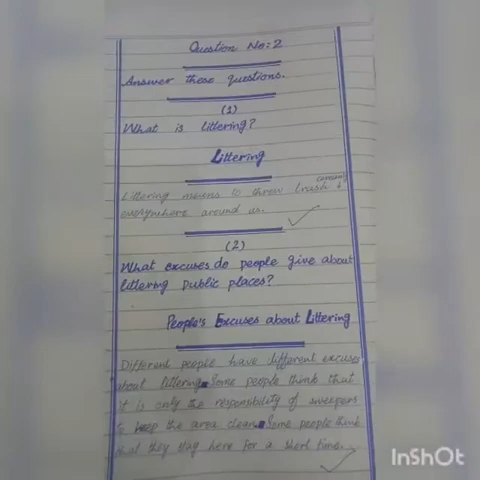 Question No: 2
Answer these questions.
(1)
What is littering?
Littering
Littering means to throw trash
everywhere around us.
(2)
What excuses do people give about
littering public places?
People's Excuses about Littering
Different people have different excuses
about littering. Some people think that
it is only the responsibility of sweepers
to keep the area clean. Some people think
that they stay here for a short time.
InShOt